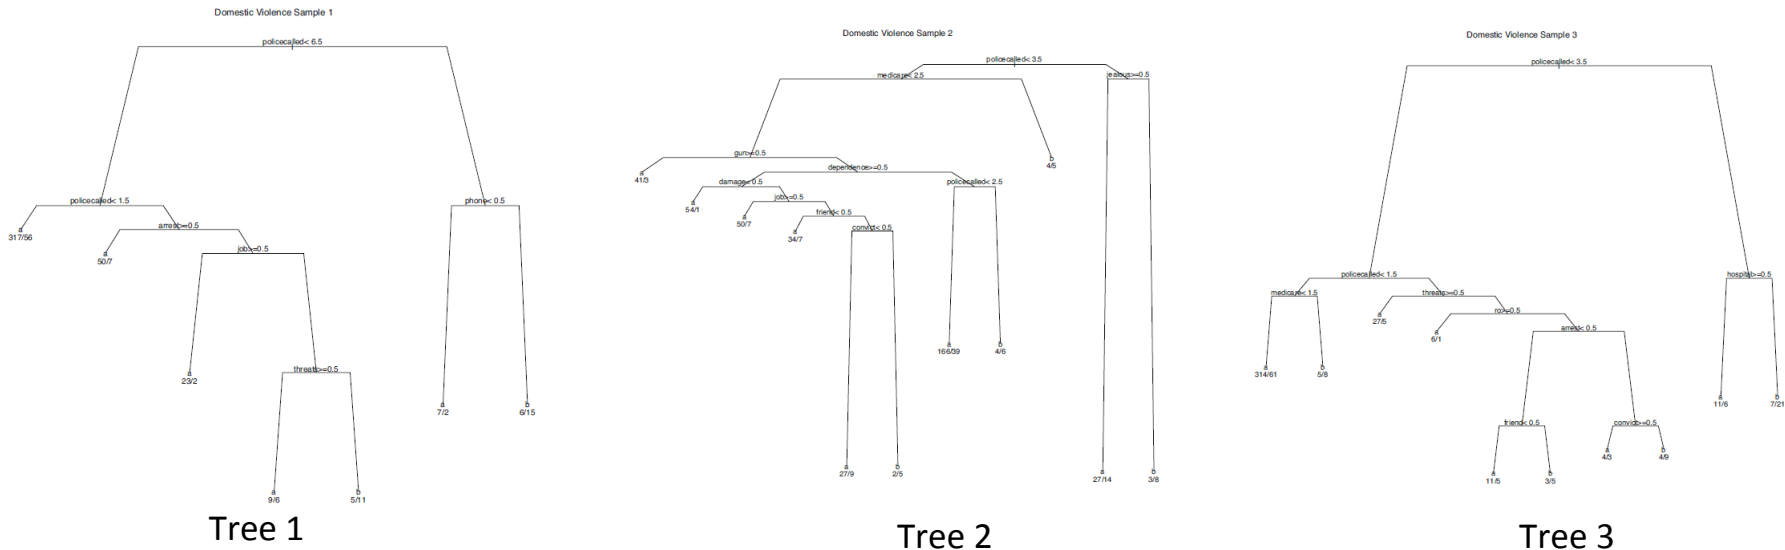 Domestic Violence Sample 1
policecalled< 6.5
policecalled< 1.5
phone< 0.5
a
317/56
arrest>=0.5
a
50/7
job>=0.5
a
23/2
threats>=0.5
a
9/6
b
5/11
a
7/2
b
6/15
Tree 1
Domestic Violence Sample 2
policecalled< 3.5
medicare< 2.5
jealous>=0.5
gun>=0.5
b
4/5
a
41/3
dependence>=0.5
damage< 0.5
policecalled< 2.5
a
54/1
job>=0.5
a
50/7
friend< 0.5
a
34/7
convict< 0.5
a
27/9
b
2/5
a
166/39
b
4/6
a
27/14
b
3/8
Tree 2
Domestic Violence Sample 3
policecalled< 3.5
policecalled< 1.5
hospital>=0.5
medicare< 1.5
threats>=0.5
a
314/61
b
5/8
a
27/5
ro>=0.5
a
6/1
arrest< 0.5
friend< 0.5
convict>=0.5
a
11/5
b
3/5
a
4/3
b
4/9
a
11/6
b
7/21
Tree 3